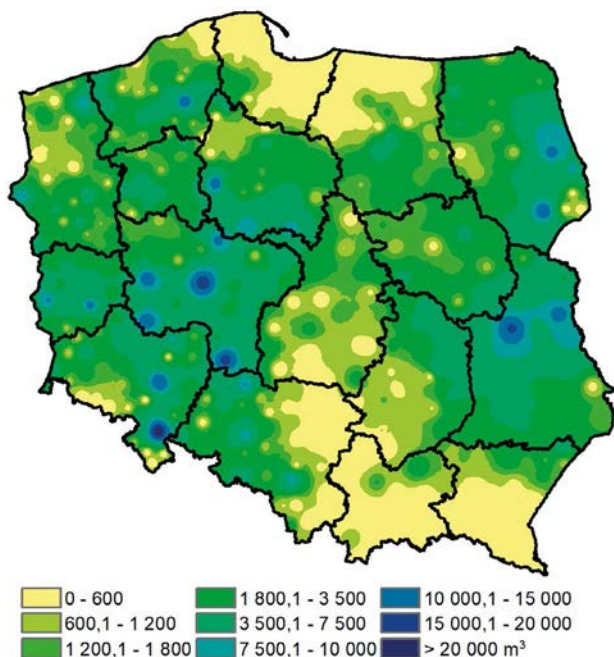 0 - 600
1 800,1 - 3 500
10 000,1 - 15 000
600,1 - 1 200
3 500,1 - 7 500
15 000,1 - 20 000
1 200,1 - 1 800
7 500,1 - 10 000
> 20 000 m³